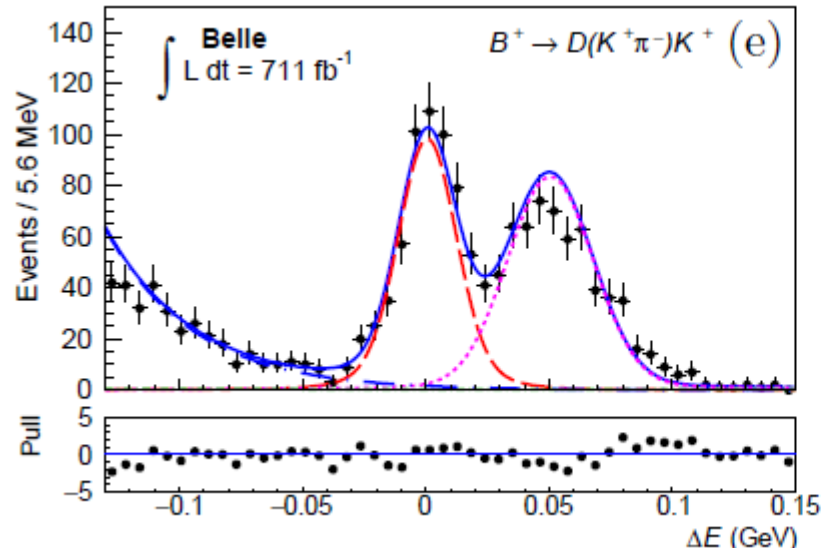 140
120
100
80
60
40
20
0
Events / 5.6 MeV
Belle
∫ L dt = 711 fb⁻¹
B⁺ → D(K⁺π⁻)K⁺ (e)
5
0
−5
Pull
−0.1 −0.05 0 0.05 0.1 0.15
ΔE (GeV)